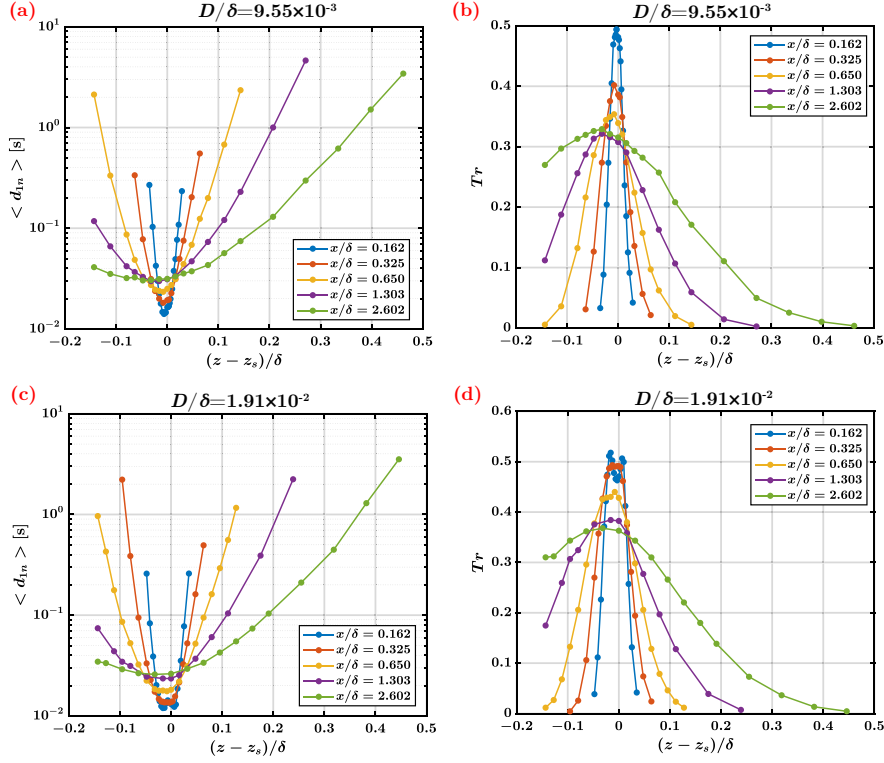 (a)
D/δ=9.55×10⁻³
10¹
10⁰
10⁻¹
10⁻²
< d₁ₙ > [s]
x/δ = 0.162
x/δ = 0.325
x/δ = 0.650
x/δ = 1.303
x/δ = 2.602
-0.2 -0.1 0 0.1 0.2 0.3 0.4 0.5
(z − zₛ)/δ
(b)
D/δ=9.55×10⁻³
0.5
0.4
0.3
0.2
0.1
0
Tr
x/δ = 0.162
x/δ = 0.325
x/δ = 0.650
x/δ = 1.303
x/δ = 2.602
-0.2 -0.1 0 0.1 0.2 0.3 0.4 0.5
(z − zₛ)/δ
(c)
D/δ=1.91×10⁻²
10¹
10⁰
10⁻¹
10⁻²
< d₁ₙ > [s]
x/δ = 0.162
x/δ = 0.325
x/δ = 0.650
x/δ = 1.303
x/δ = 2.602
-0.2 -0.1 0 0.1 0.2 0.3 0.4 0.5
(z − zₛ)/δ
(d)
D/δ=1.91×10⁻²
0.6
0.5
0.4
0.3
0.2
0.1
0
Tr
x/δ = 0.162
x/δ = 0.325
x/δ = 0.650
x/δ = 1.303
x/δ = 2.602
-0.2 -0.1 0 0.1 0.2 0.3 0.4 0.5
(z − zₛ)/δ